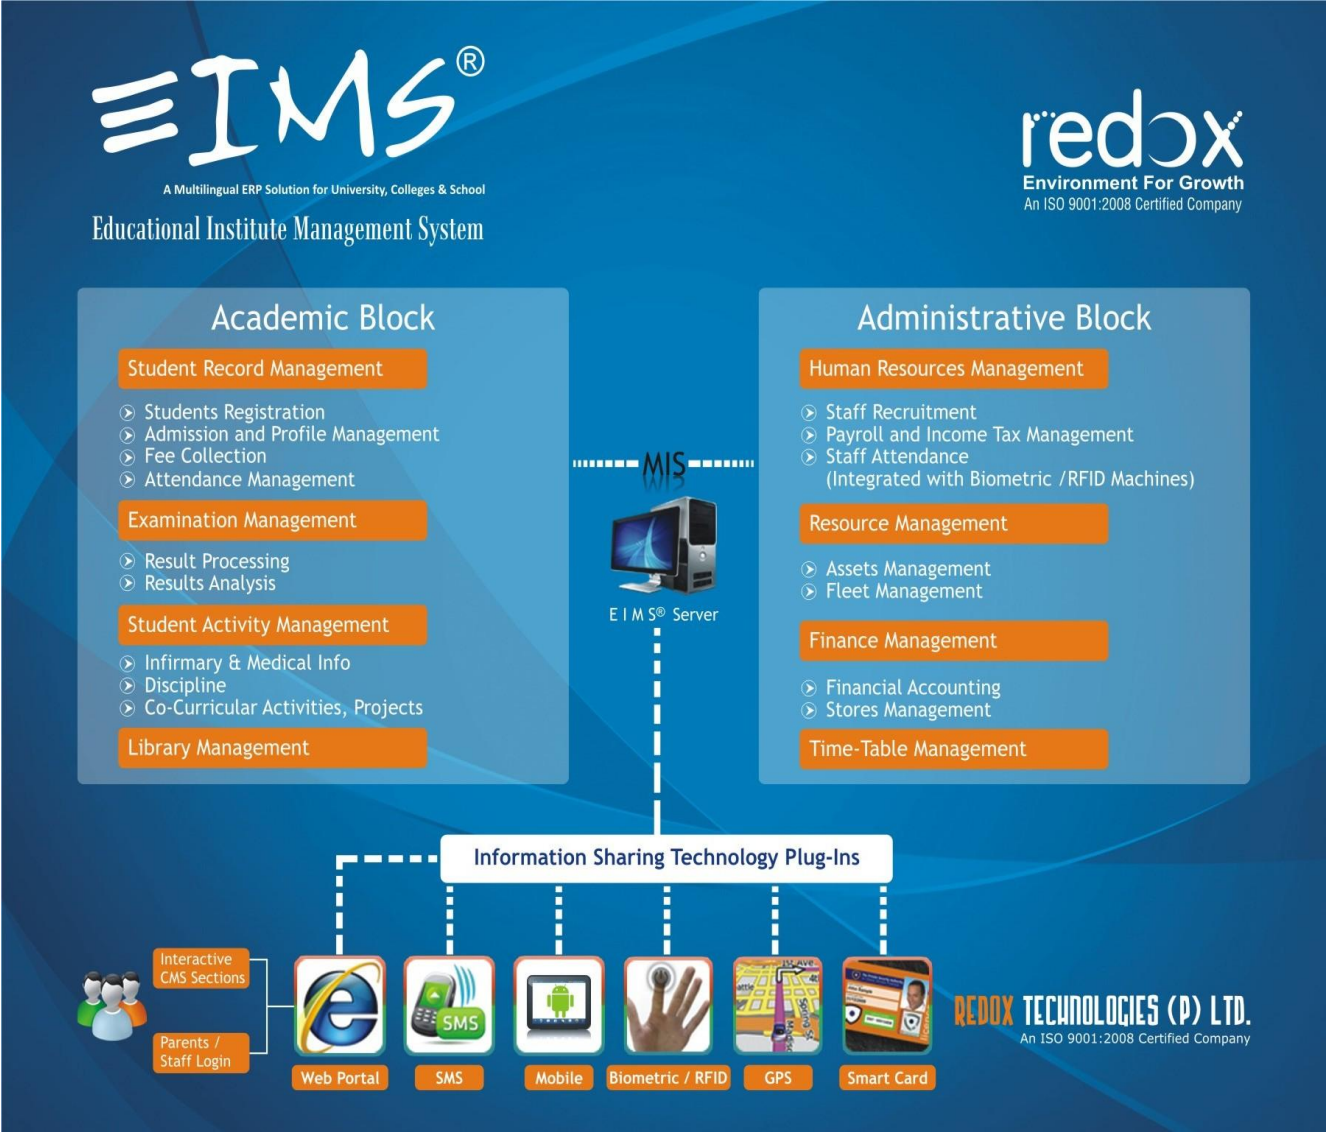 EIMS®
A Multilingual ERP Solution for University, Colleges & School
Educational Institute Management System
redox
Environment For Growth
An ISO 9001:2008 Certified Company
Academic Block
Student Record Management
Students Registration
Admission and Profile Management
Fee Collection
Attendance Management
Examination Management
Result Processing
Results Analysis
Student Activity Management
Infirmary & Medical Info
Discipline
Co-Curricular Activities, Projects
Library Management
MIS
E I M S® Server
Administrative Block
Human Resources Management
Staff Recruitment
Payroll and Income Tax Management
Staff Attendance
(Integrated with Biometric /RFID Machines)
Resource Management
Assets Management
Fleet Management
Finance Management
Financial Accounting
Stores Management
Time-Table Management
Information Sharing Technology Plug-Ins
Interactive
CMS Sections
Parents /
Staff Login
SMS
Web Portal
SMS
Mobile
Biometric / RFID
GPS
Smart Card
REDOX TECHNOLOGIES (P) LTD.
An ISO 9001:2008 Certified Company